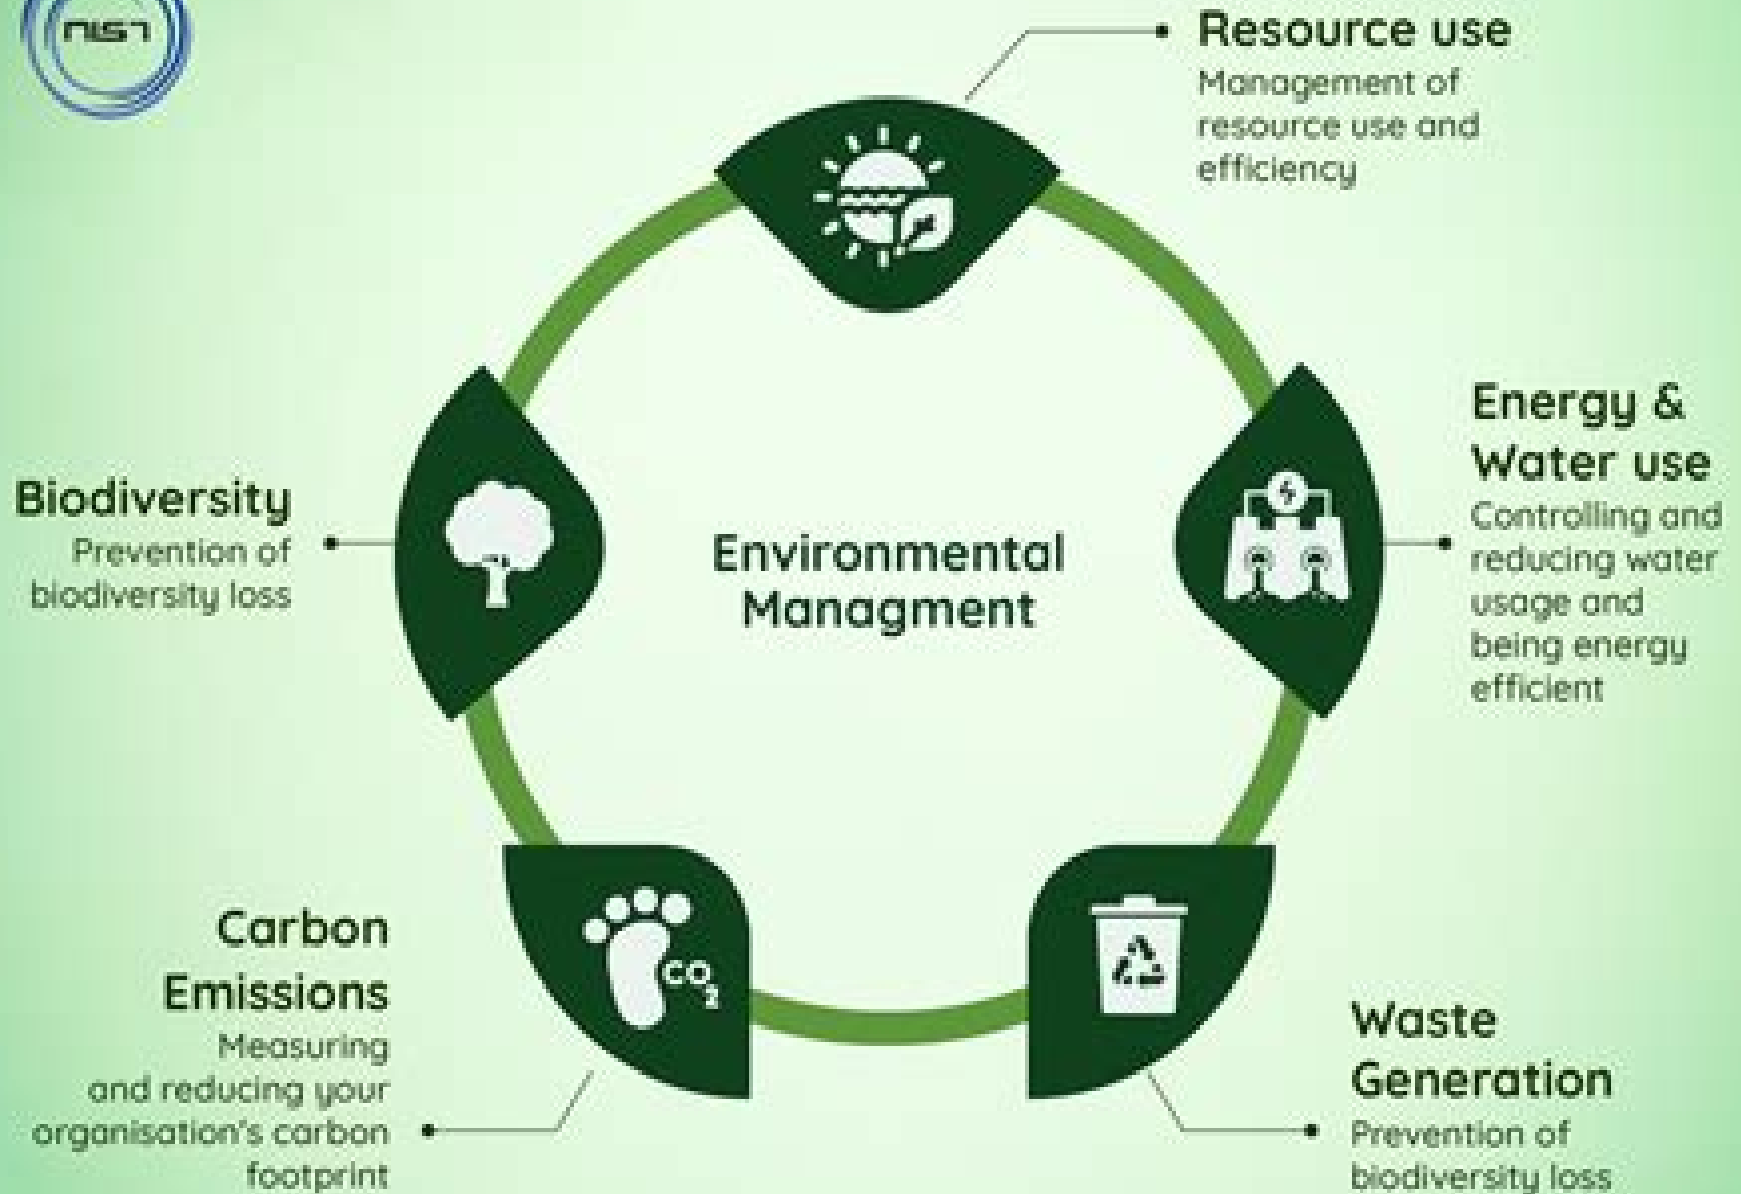 NIST
Resource use
Management of
resource use and
efficiency
Energy &
Water use
Controlling and
reducing water
usage and
being energy
efficient
Environmental
Managment
Biodiversity
Prevention of
biodiversity loss
Carbon
Emissions
Measuring
and reducing your
organisation's carbon
footprint
CO2
Waste
Generation
Prevention of
biodiversity loss